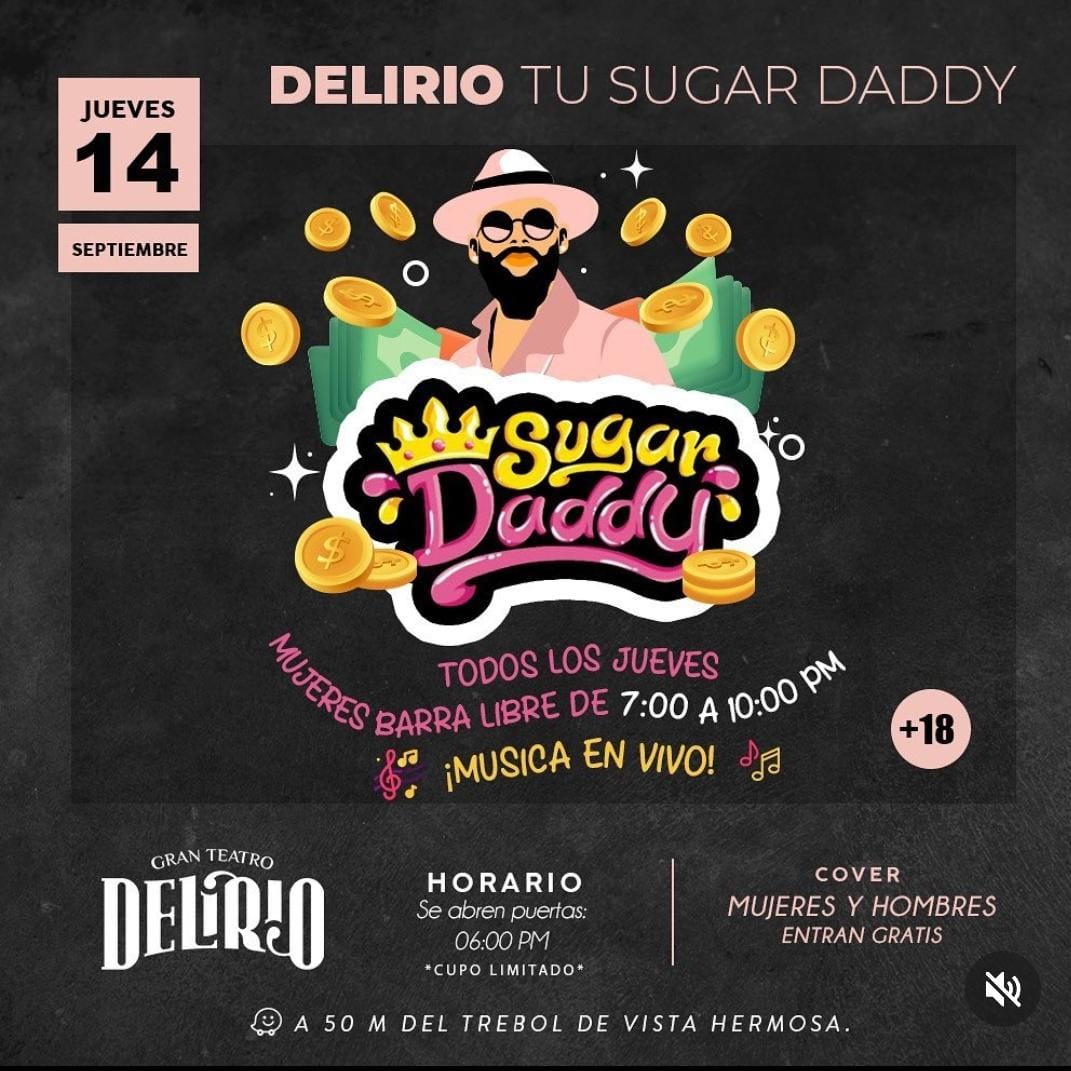 DELIRIO TU SUGAR DADDY
JUEVES
14
SEPTIEMBRE
Sugar
Daddy
TODOS LOS JUEVES
MUJERES BARRA LIBRE DE 7:00 A 10:00 PM
¡MUSICA EN VIVO!
+18
GRAN TEATRO
DELIRIO
HORARIO
Se abren puertas:
06:00 PM
*CUPO LIMITADO*
COVER
MUJERES Y HOMBRES
ENTRAN GRATIS
A 50 M DEL TREBOL DE VISTA HERMOSA.